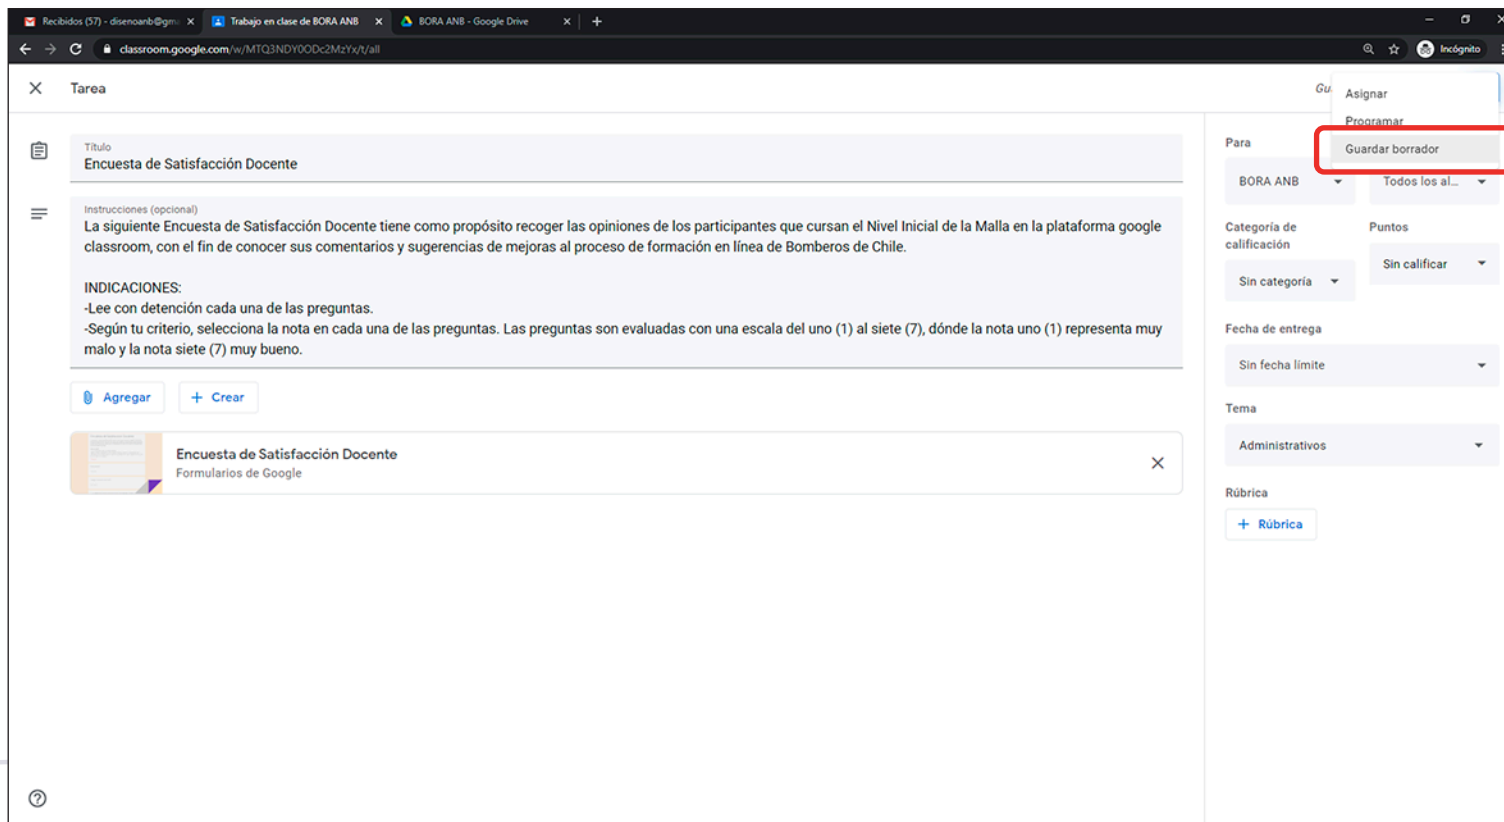 Recibidos (57) - disenoanb@gm
Trabajo en clase de BORA ANB
BORA ANB - Google Drive
classroom.google.com/w/MTQ3NDY0ODc2MzYx/t/all
Incógnito
Tarea
Asignar
Programar
Guardar borrador
Título
Encuesta de Satisfacción Docente
Instrucciones (opcional)
La siguiente Encuesta de Satisfacción Docente tiene como propósito recoger las opiniones de los participantes que cursan el Nivel Inicial de la Malla en la plataforma google
classroom, con el fin de conocer sus comentarios y sugerencias de mejoras al proceso de formación en línea de Bomberos de Chile.
INDICACIONES:
-Lee con detención cada una de las preguntas.
-Según tu criterio, selecciona la nota en cada una de las preguntas. Las preguntas son evaluadas con una escala del uno (1) al siete (7), dónde la nota uno (1) representa muy
malo y la nota siete (7) muy bueno.
Agregar
+ Crear
Encuesta de Satisfacción Docente
Formularios de Google
Para
BORA ANB
Todos los al...
Categoría de
calificación
Puntos
Sin categoría
Sin calificar
Fecha de entrega
Sin fecha límite
Tema
Administrativos
Rúbrica
+ Rúbrica